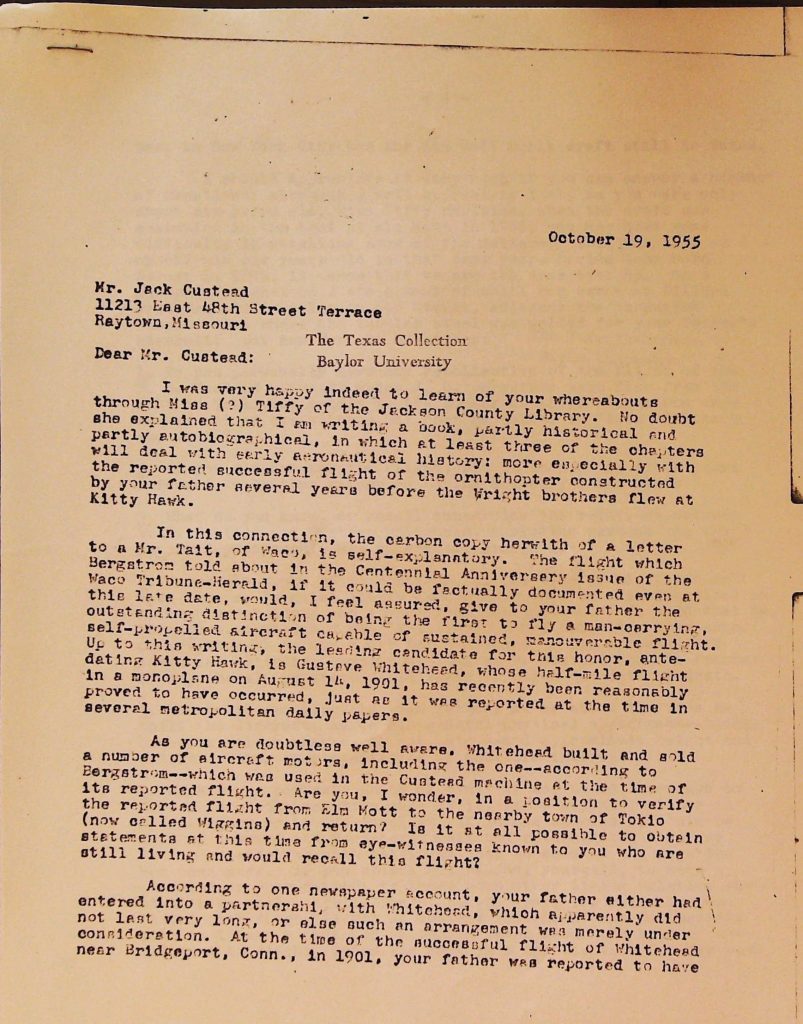 October 19, 1955
Mr. Jack Custead
11213 East 48th Street Terrace
Raytown,Missouri
The Texas Collection
Baylor University
Dear Mr. Custead:
I was very happy indeed to learn of your whereabouts
through Miss (?) Tiffy of the Jackson County Library. No doubt
she explained that I am writing a book, partly historical and
partly autobiographical, in which at least three of the chapters
will deal with early aeronautical history: more especially with
the reported successful flight of the ornithopter constructed
by your father several years before the Wright brothers flew at
Kitty Hawk.
In this connection, the carbon copy herwith of a letter
to a Mr. Tait, of Waco, is self-explanatory. The flight which
Bergstrom told about in the Centennial Anniversary issue of the
Waco Tribune-Herald, if it could be factually documented even at
this late date, would, I feel assured, give to your father the
outstanding distinction of being the first to fly a man-carrying,
self-propelled aircraft capable of sustained, manouverable flight.
Up to this writing, the leading candidate for this honor, ante-
dating Kitty Hawk, is Gustave Whitehead, whose half-mile flight
in a monoplane on August 14, 1901, has recently been reasonably
proved to have occurred, just as it was reported at the time in
several metropolitan daily papers.
As you are doubtless well aware, Whitehead built and sold
a number of aircraft motors, including the one--according to
Bergstrom--which was used in the Custead machine at the time of
its reported flight. Are you, I wonder, in a position to verify
the reported flight from Elm Mott to the nearby town of Tokio
(now called Wiggins) and return? Is it at all possible to obtain
statements at this time from eye-witnesses known to you who are
still living and would recall this flight?
According to one newspaper account, your father either had
entered into a partnership with Whitehead, which apparently did
not last very long, or else such an arrangement was merely under
consideration. At the time of the successful flight of Whitehead
near Bridgeport, Conn., in 1901, your father was reported to have